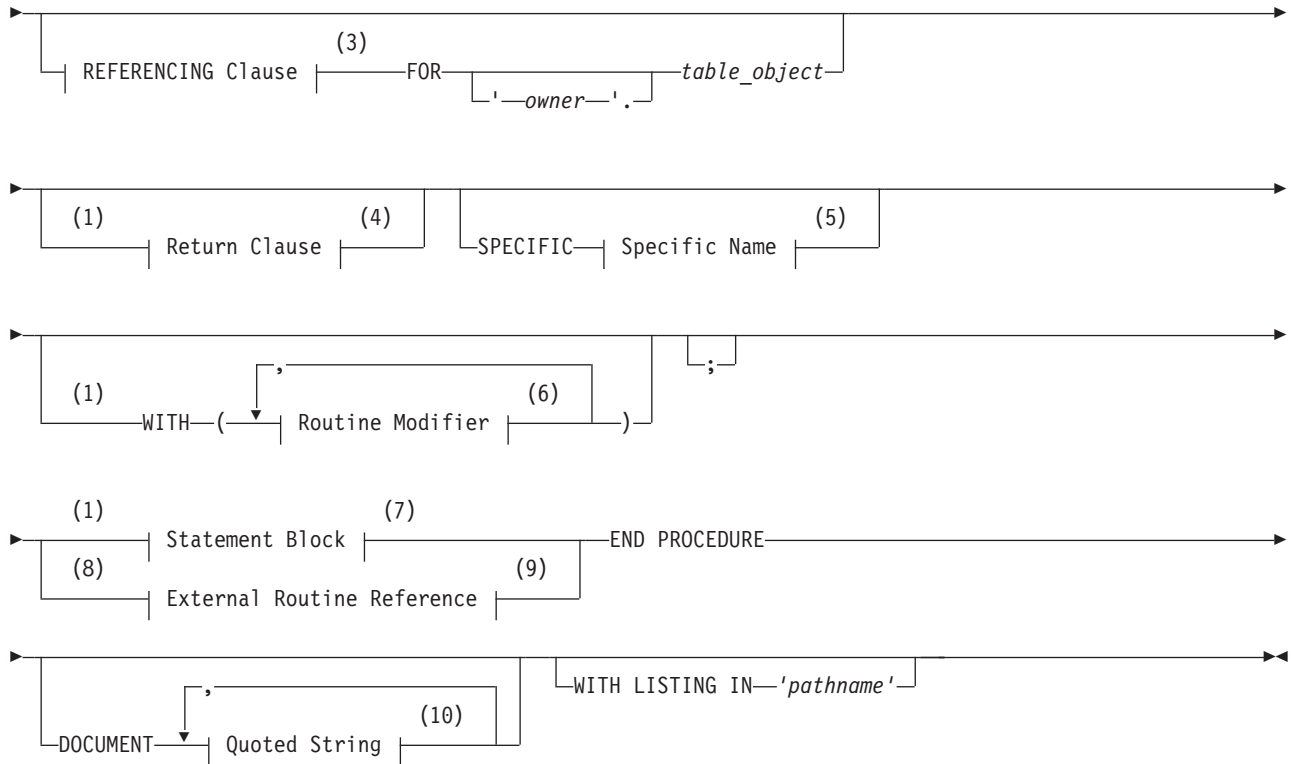 (3)
REFERENCING Clause FOR table_object
'owner'.
(1) (4) (5)
Return Clause SPECIFIC Specific Name
, ;
(1) (6)
WITH ( Routine Modifier )
(1) (7)
Statement Block END PROCEDURE
(8) (9)
External Routine Reference
, WITH LISTING IN 'pathname'
(10)
DOCUMENT Quoted String